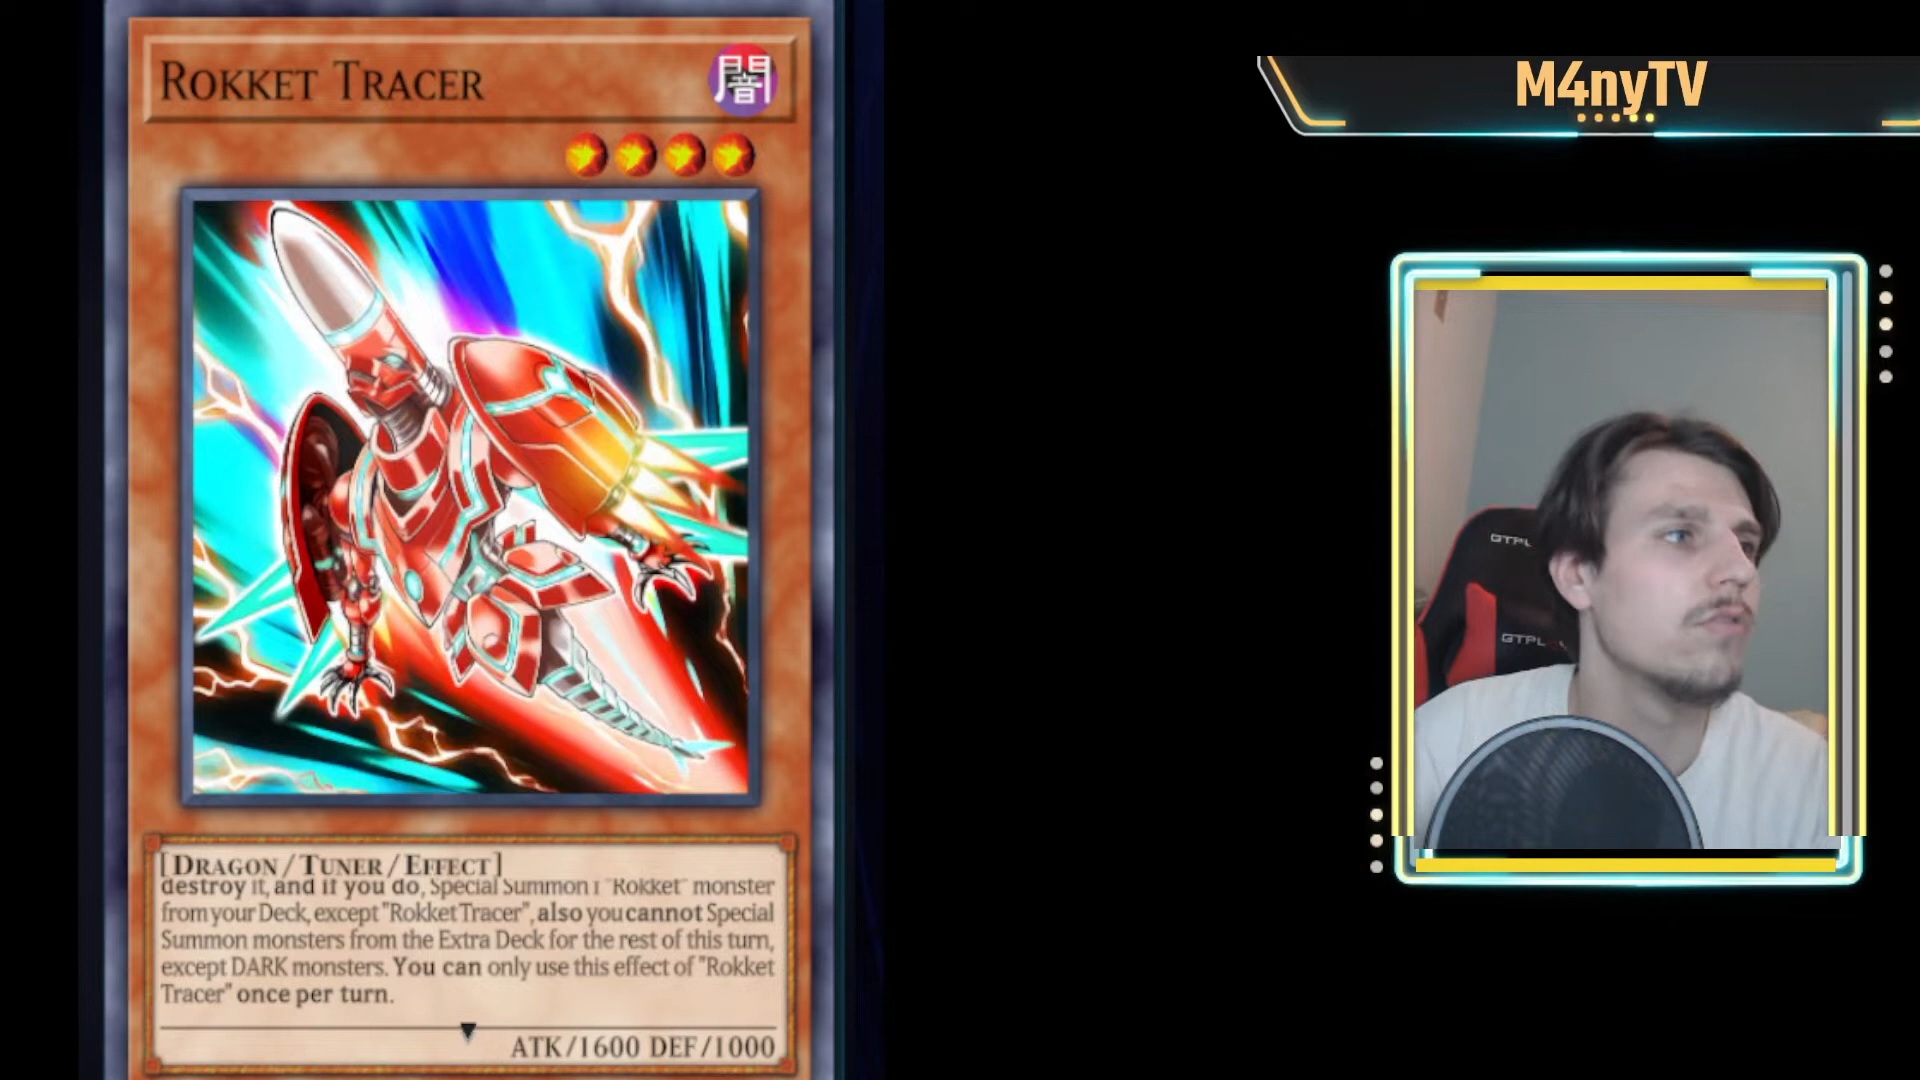 ROKKET TRACER
闇
[DRAGON/TUNER/EFFECT]
destroy it, and if you do, Special Summon 1 "Rokket" monster
from your Deck, except "Rokket Tracer", also you cannot Special
Summon monsters from the Extra Deck for the rest of this turn,
except DARK monsters. You can only use this effect of "Rokket
Tracer" once per turn.
ATK/1600 DEF/1000
M4nyTV
GTPL
GTPL